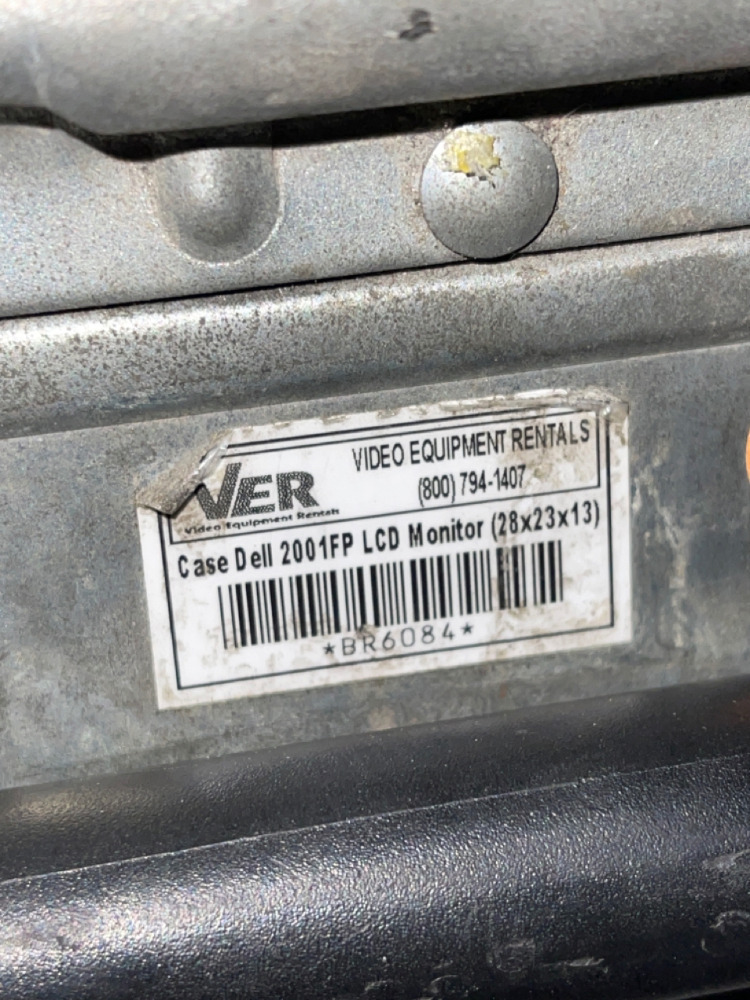 VER
Video Equipment Rentals
VIDEO EQUIPMENT RENTALS
(800) 794-1407
Case Dell 2001FP LCD Monitor (28x23x13)
*BR6084*